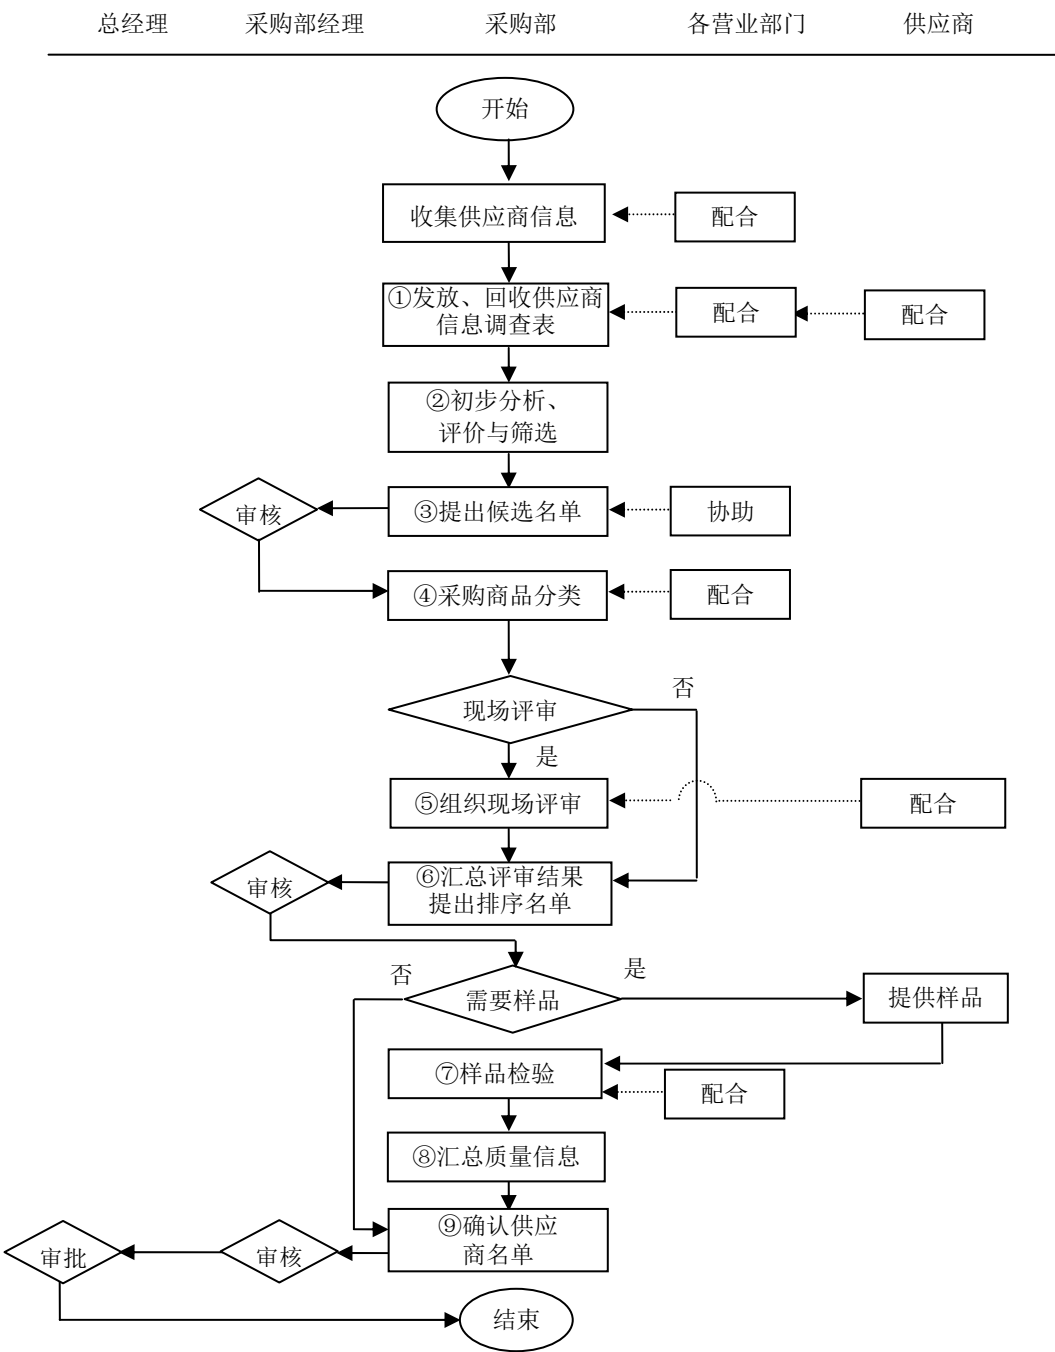 总经理 采购部经理 采购部 各营业部门 供应商
开始
收集供应商信息 配合
①发放、回收供应商
信息调查表
配合 配合
②初步分析、
评价与筛选
审核 ③提出候选名单 协助
④采购商品分类 配合
否
现场评审
是
⑤组织现场评审 配合
审核
⑥汇总评审结果
提出排序名单
否 是
需要样品 提供样品
⑦样品检验
配合
⑧汇总质量信息
⑨确认供应
商名单
审批 审核
结束